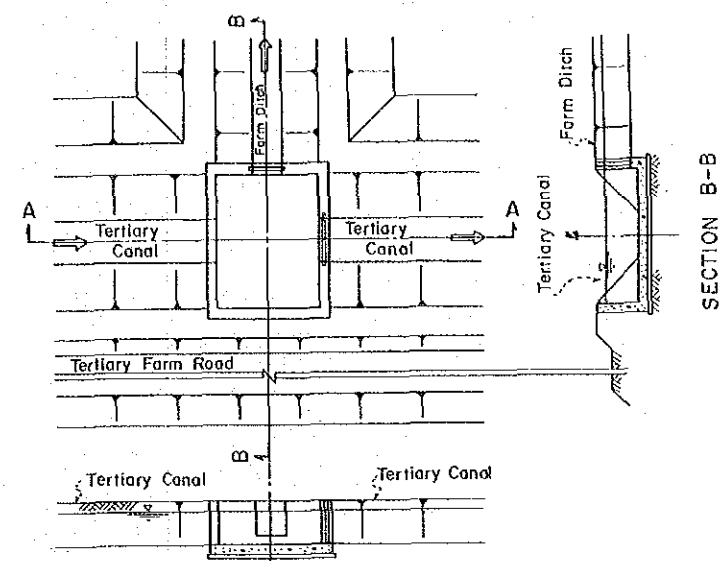 B
Farm Ditch
A
A
Tertiary
Canal
Tertiary
Canal
Tertiary Farm Road
B
Tertiary Canal
Tertiary Canal
Farm Ditch
Tertiary Canal
SECTION B-B